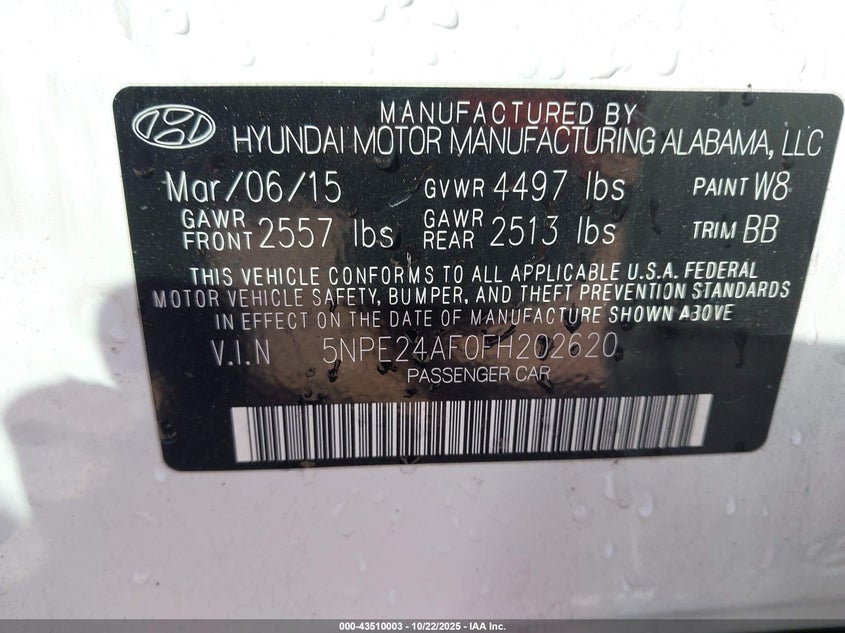 MANUFACTURED BY
HYUNDAI MOTOR MANUFACTURING ALABAMA, LLC
Mar/06/15 GVWR 4497 lbs PAINT W8
GAWR FRONT 2557 lbs GAWR REAR 2513 lbs TRIM BB
THIS VEHICLE CONFORMS TO ALL APPLICABLE U.S.A. FEDERAL
MOTOR VEHICLE SAFETY, BUMPER, AND THEFT PREVENTION STANDARDS
IN EFFECT ON THE DATE OF MANUFACTURE SHOWN ABOVE
V.I.N 5NPE24AF0FH202620
PASSENGER CAR
000-43510003 - 10/22/2025 - IAA Inc.